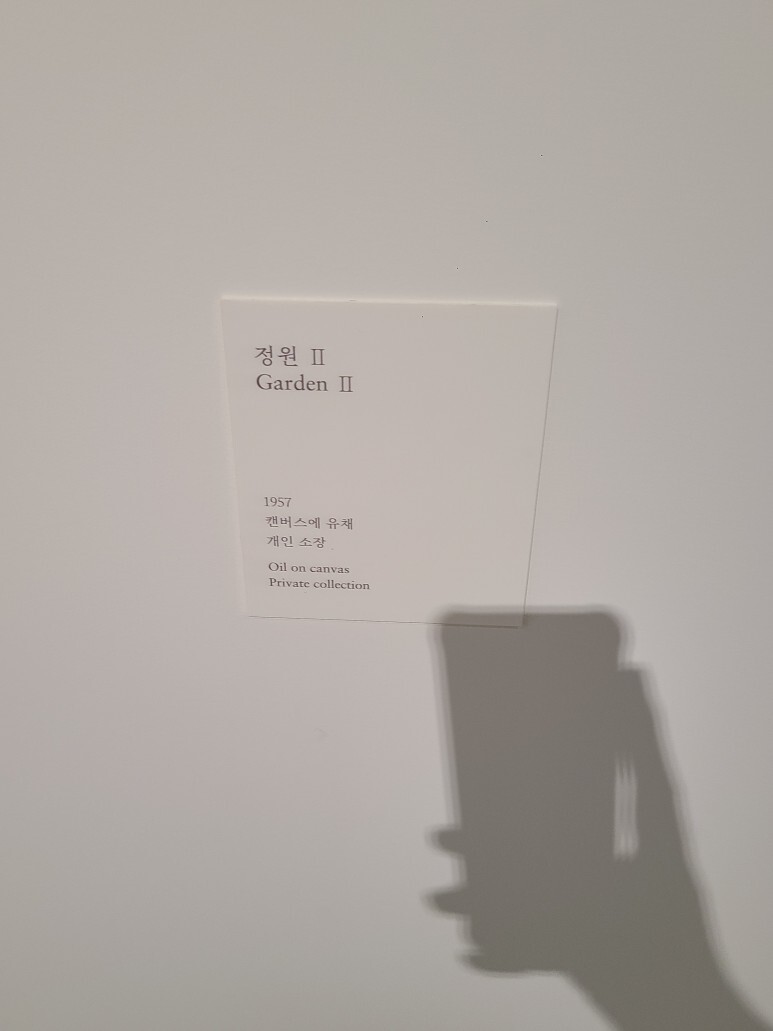 정원 Ⅱ
Garden Ⅱ
1957
캔버스에 유채
개인 소장
Oil on canvas
Private collection